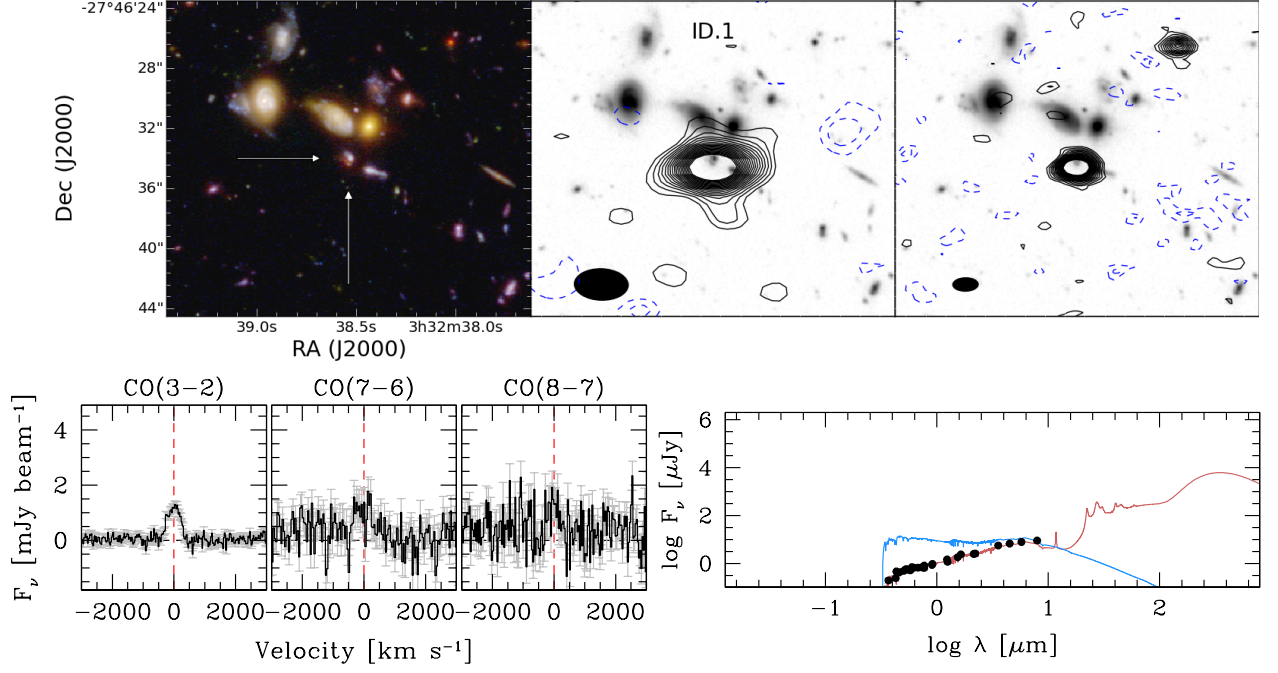 -27°46'24"
28"
32"
36"
40"
44"
Dec (J2000)
39.0s 38.5s 3h32m38.0s
RA (J2000)
ID.1
CO(3−2) CO(7−6) CO(8−7)
4
2
0
F_ν [mJy beam⁻¹]
−2000 0 2000 −2000 0 2000 −2000 0 2000
Velocity [km s⁻¹]
6
4
2
0
log F_ν [μJy]
−1 0 1 2
log λ [μm]